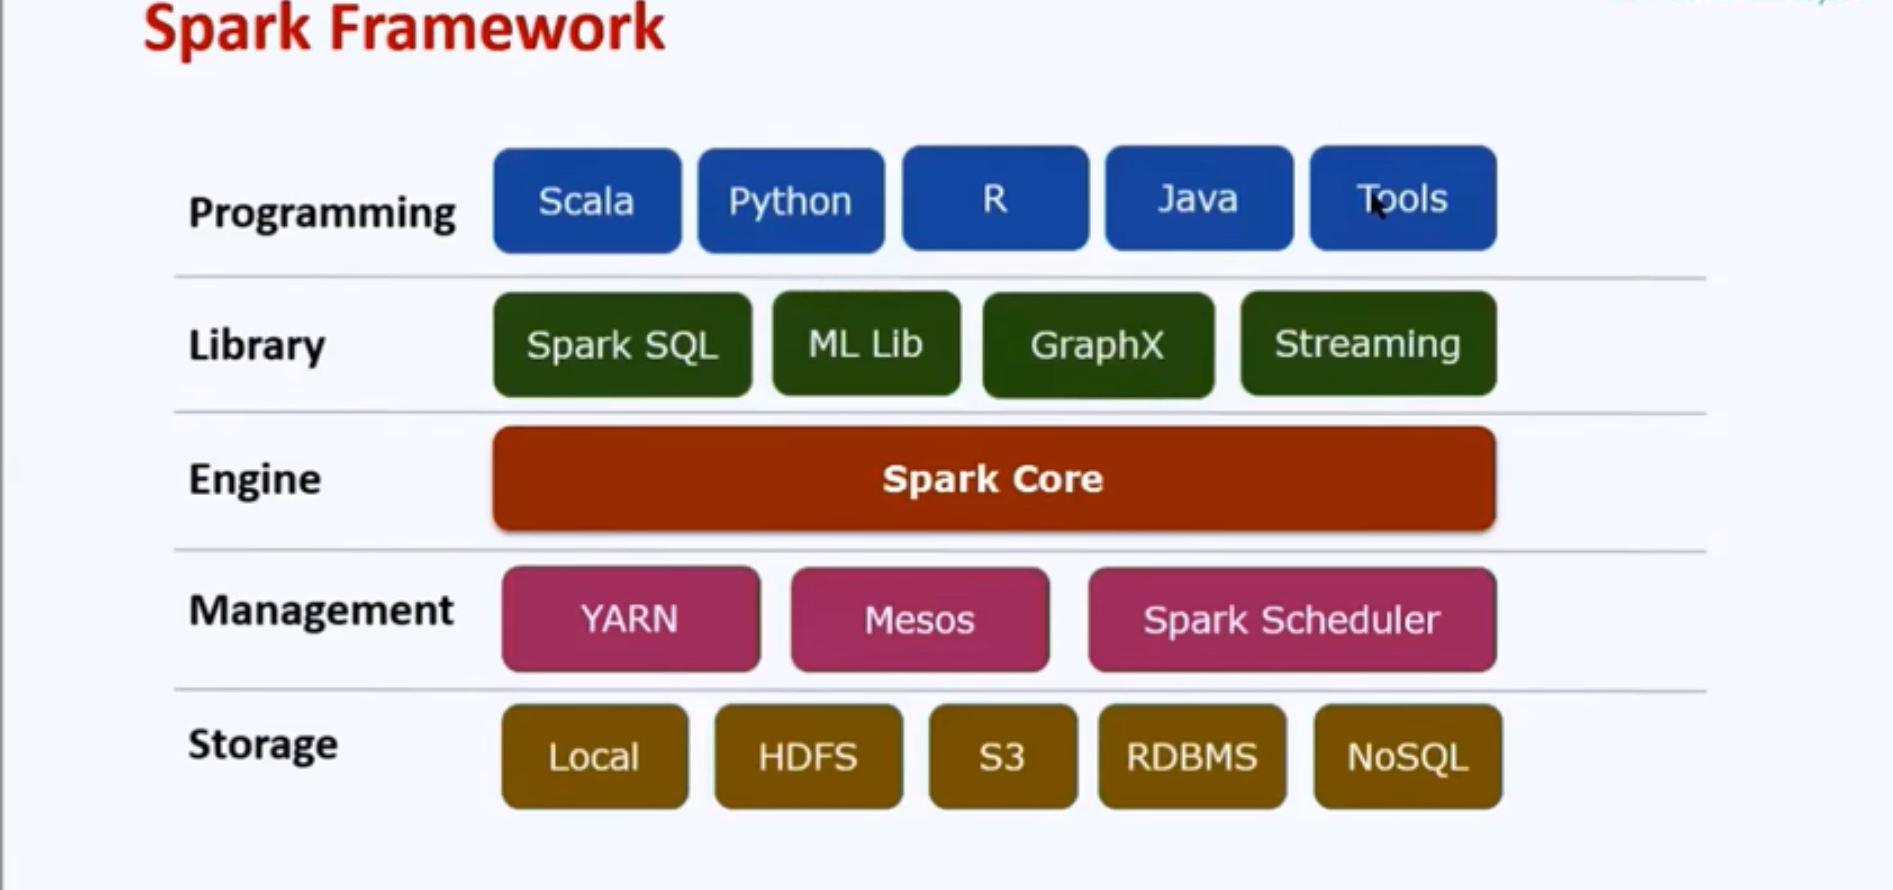 Spark Framework
Programming
Scala
Python
R
Java
Tools
Library
Spark SQL
ML Lib
GraphX
Streaming
Engine
Spark Core
Management
YARN
Mesos
Spark Scheduler
Storage
Local
HDFS
S3
RDBMS
NoSQL